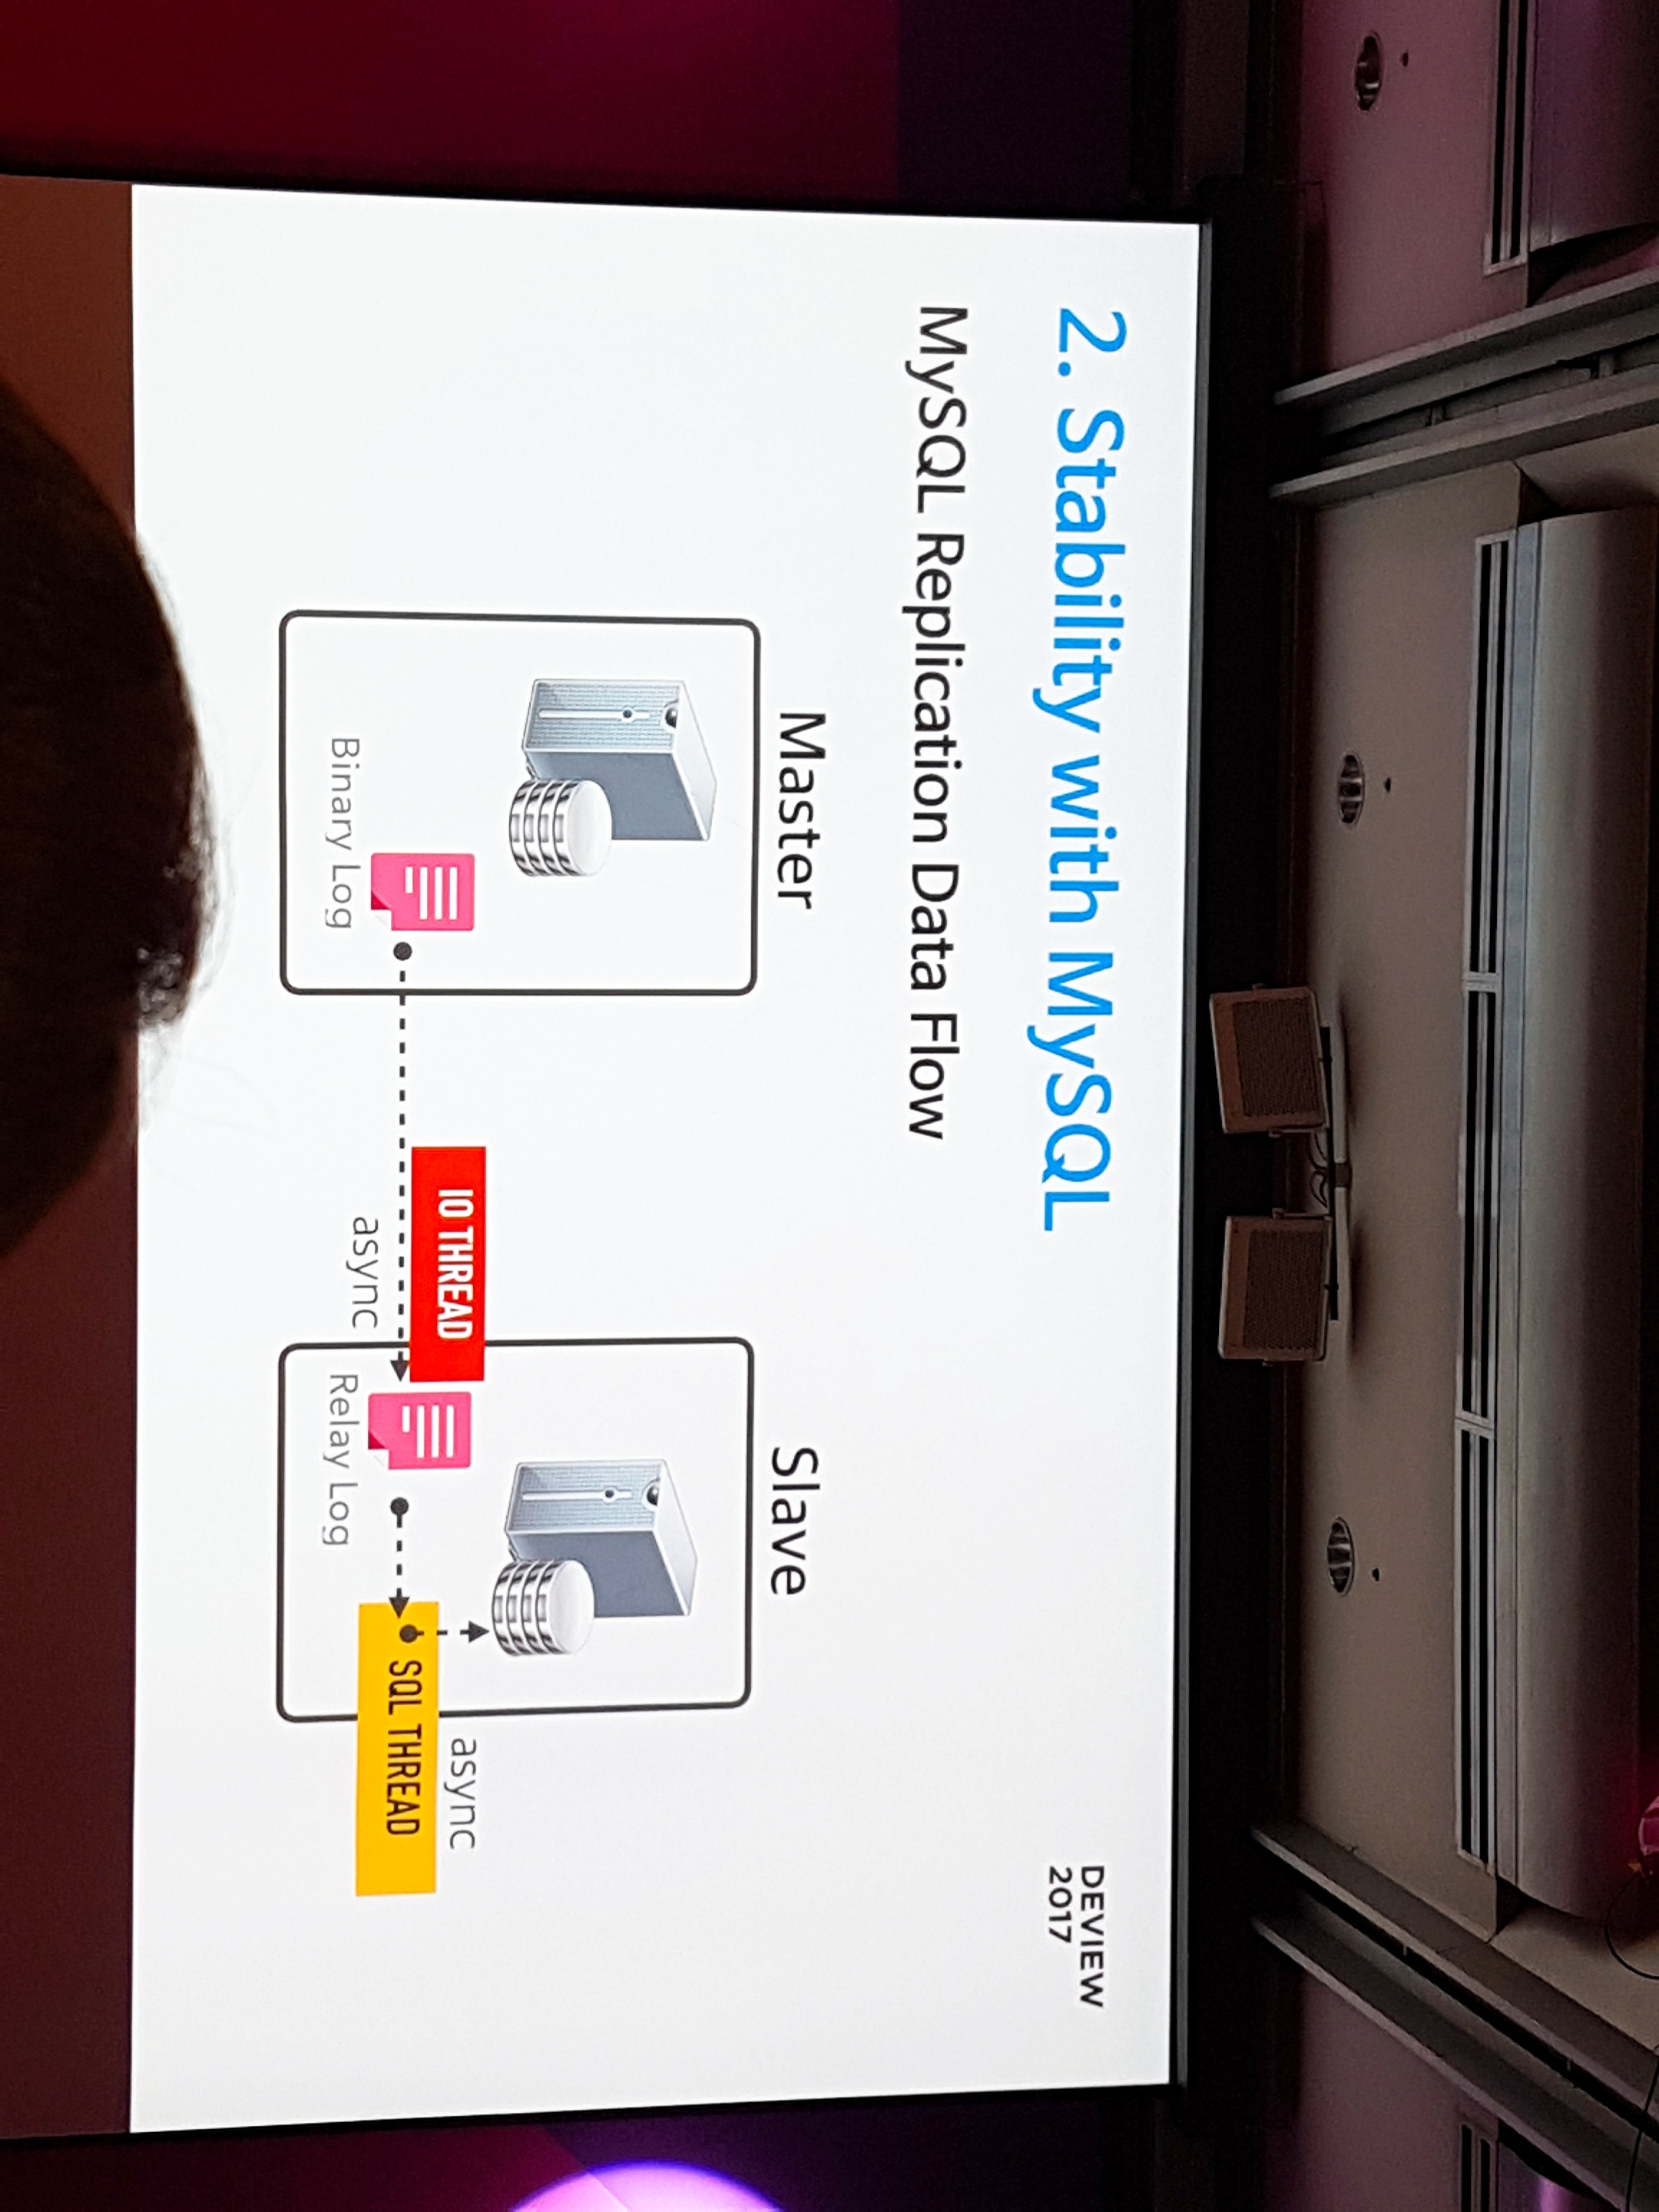 2. Stability with MySQL
DEVIEW
2017
MySQL Replication Data Flow
Master
Slave
IO THREAD
async
SQL THREAD
async
Binary Log
Relay Log